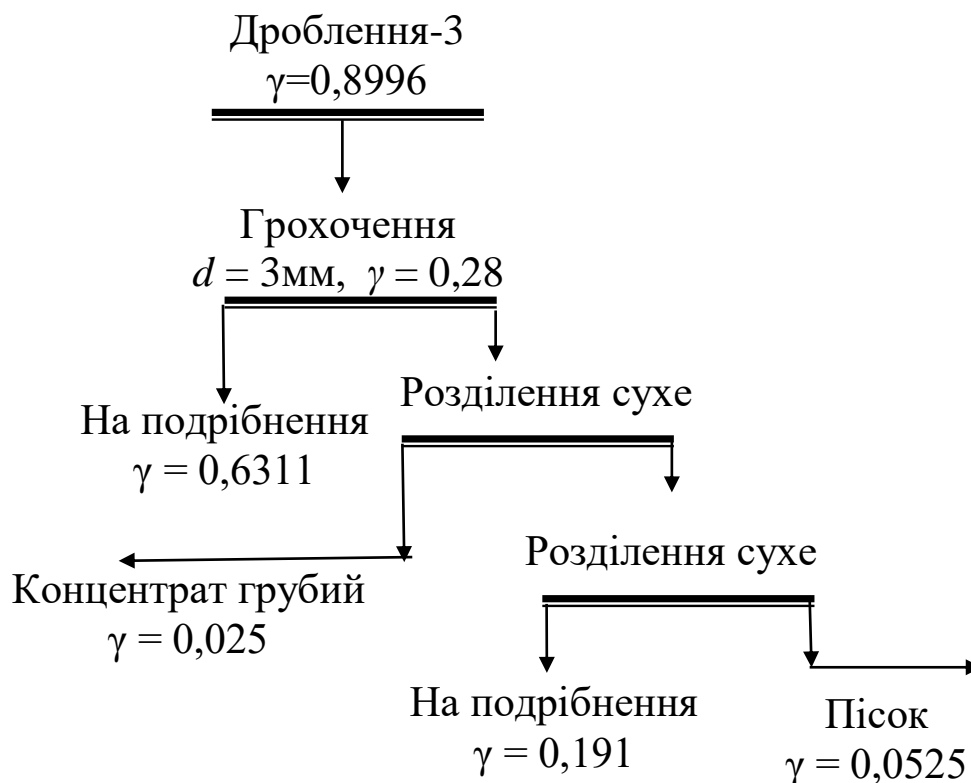 Дроблення-3
γ=0,8996
Грохочення
d = 3мм, γ = 0,28
Розділення сухе
На подрібнення
γ = 0,6311
Розділення сухе
Концентрат грубий
γ = 0,025
На подрібнення
γ = 0,191
Пісок
γ = 0,0525